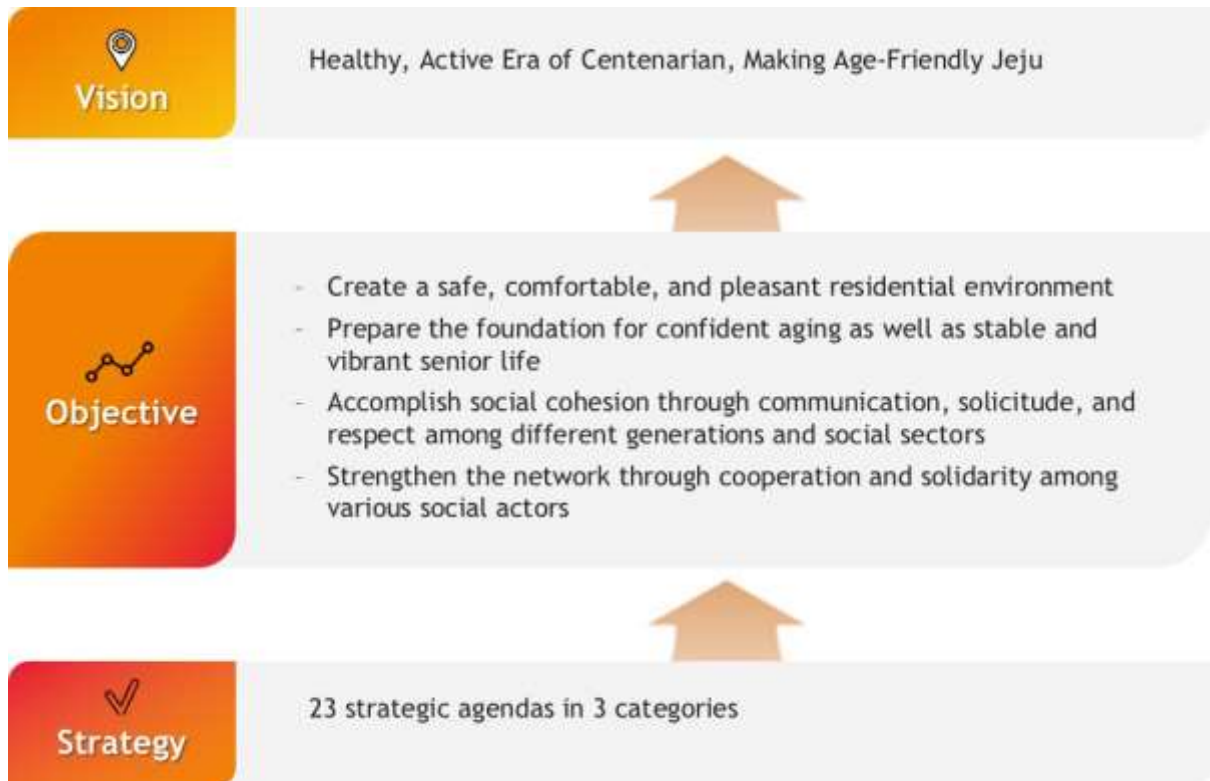 Vision
Healthy, Active Era of Centenarian, Making Age-Friendly Jeju
Objective
- Create a safe, comfortable, and pleasant residential environment
- Prepare the foundation for confident aging as well as stable and
vibrant senior life
- Accomplish social cohesion through communication, solicitude, and
respect among different generations and social sectors
- Strengthen the network through cooperation and solidarity among
various social actors
Strategy
23 strategic agendas in 3 categories